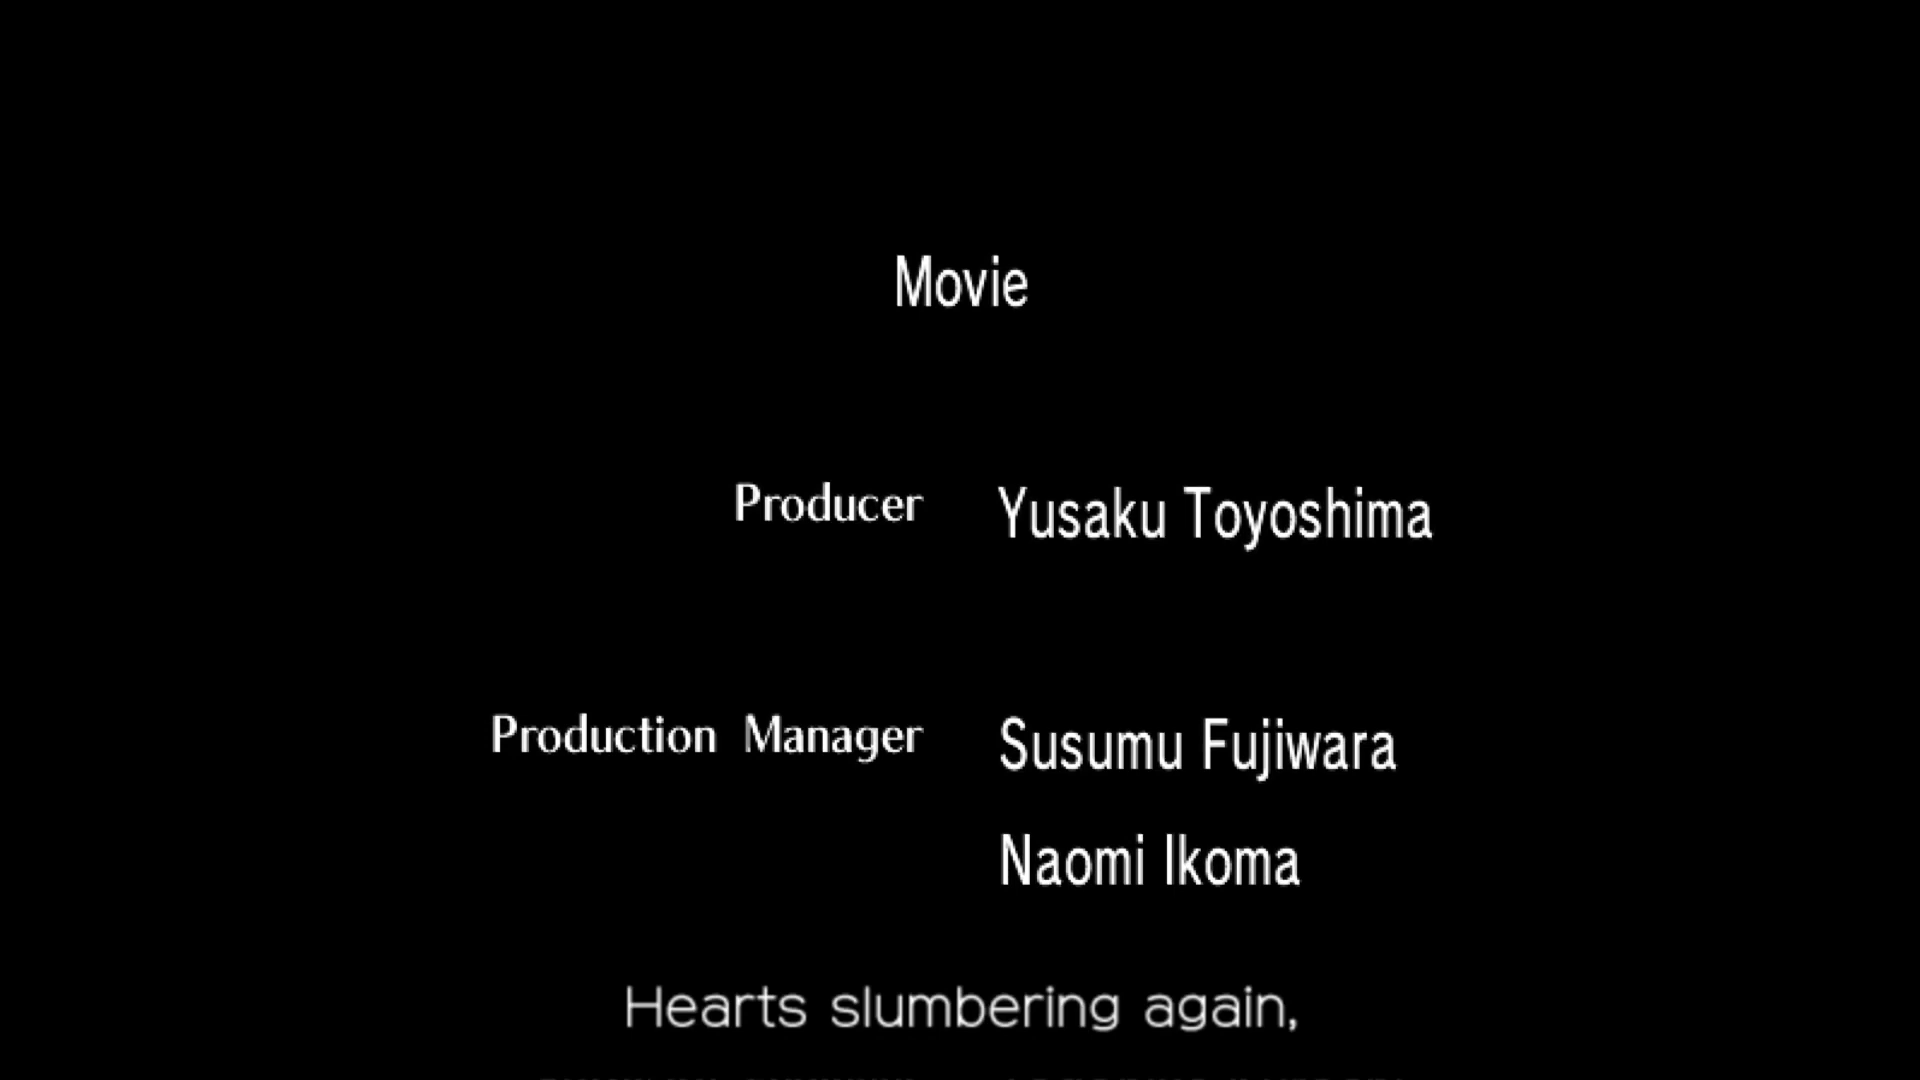 Movie
Producer Yusaku Toyoshima
Production Manager Susumu Fujiwara
Naomi Ikoma
Hearts slumbering again,